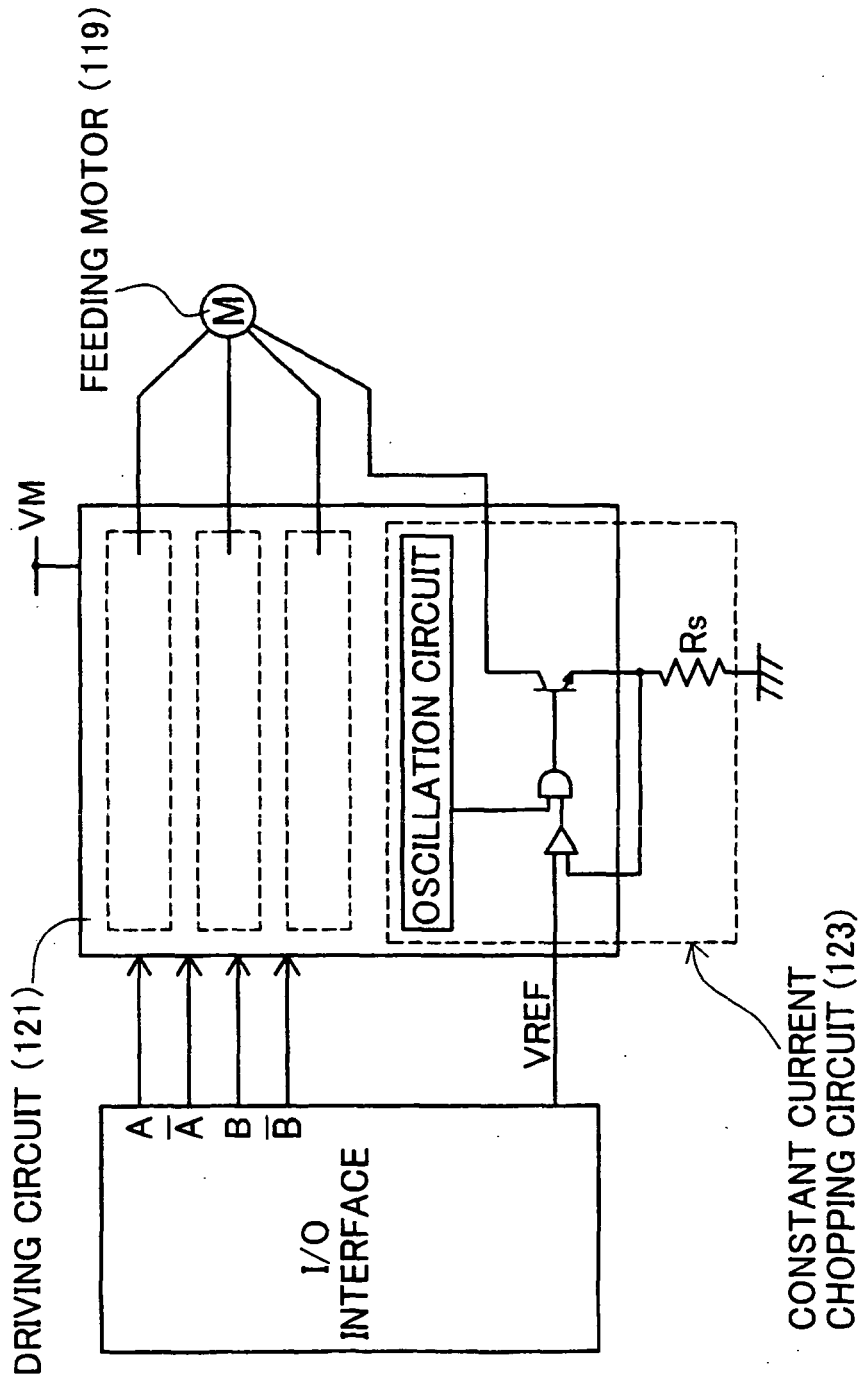 DRIVING CIRCUIT (121)
VM
FEEDING MOTOR (119)
M
A
A̅
B
B̅
I/O
INTERFACE
VREF
OSCILLATION CIRCUIT
Rs
CONSTANT CURRENT
CHOPPING CIRCUIT (123)